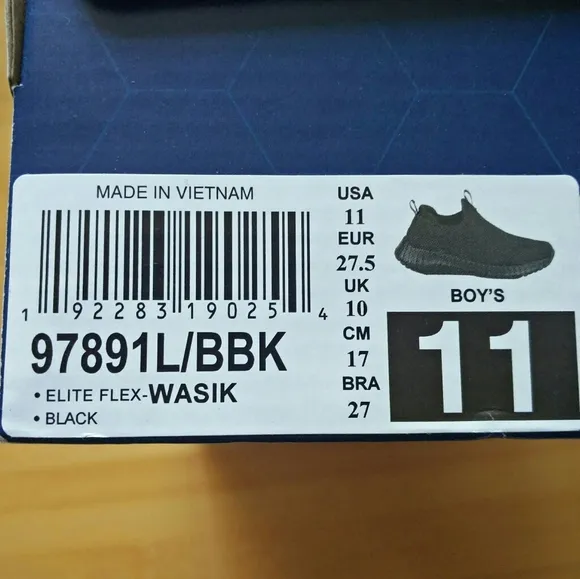 MADE IN VIETNAM
1 92283 19025 4
97891L/BBK
• ELITE FLEX-WASIK
• BLACK
USA
11
EUR
27.5
UK
10
CM
17
BRA
27
BOY'S
11